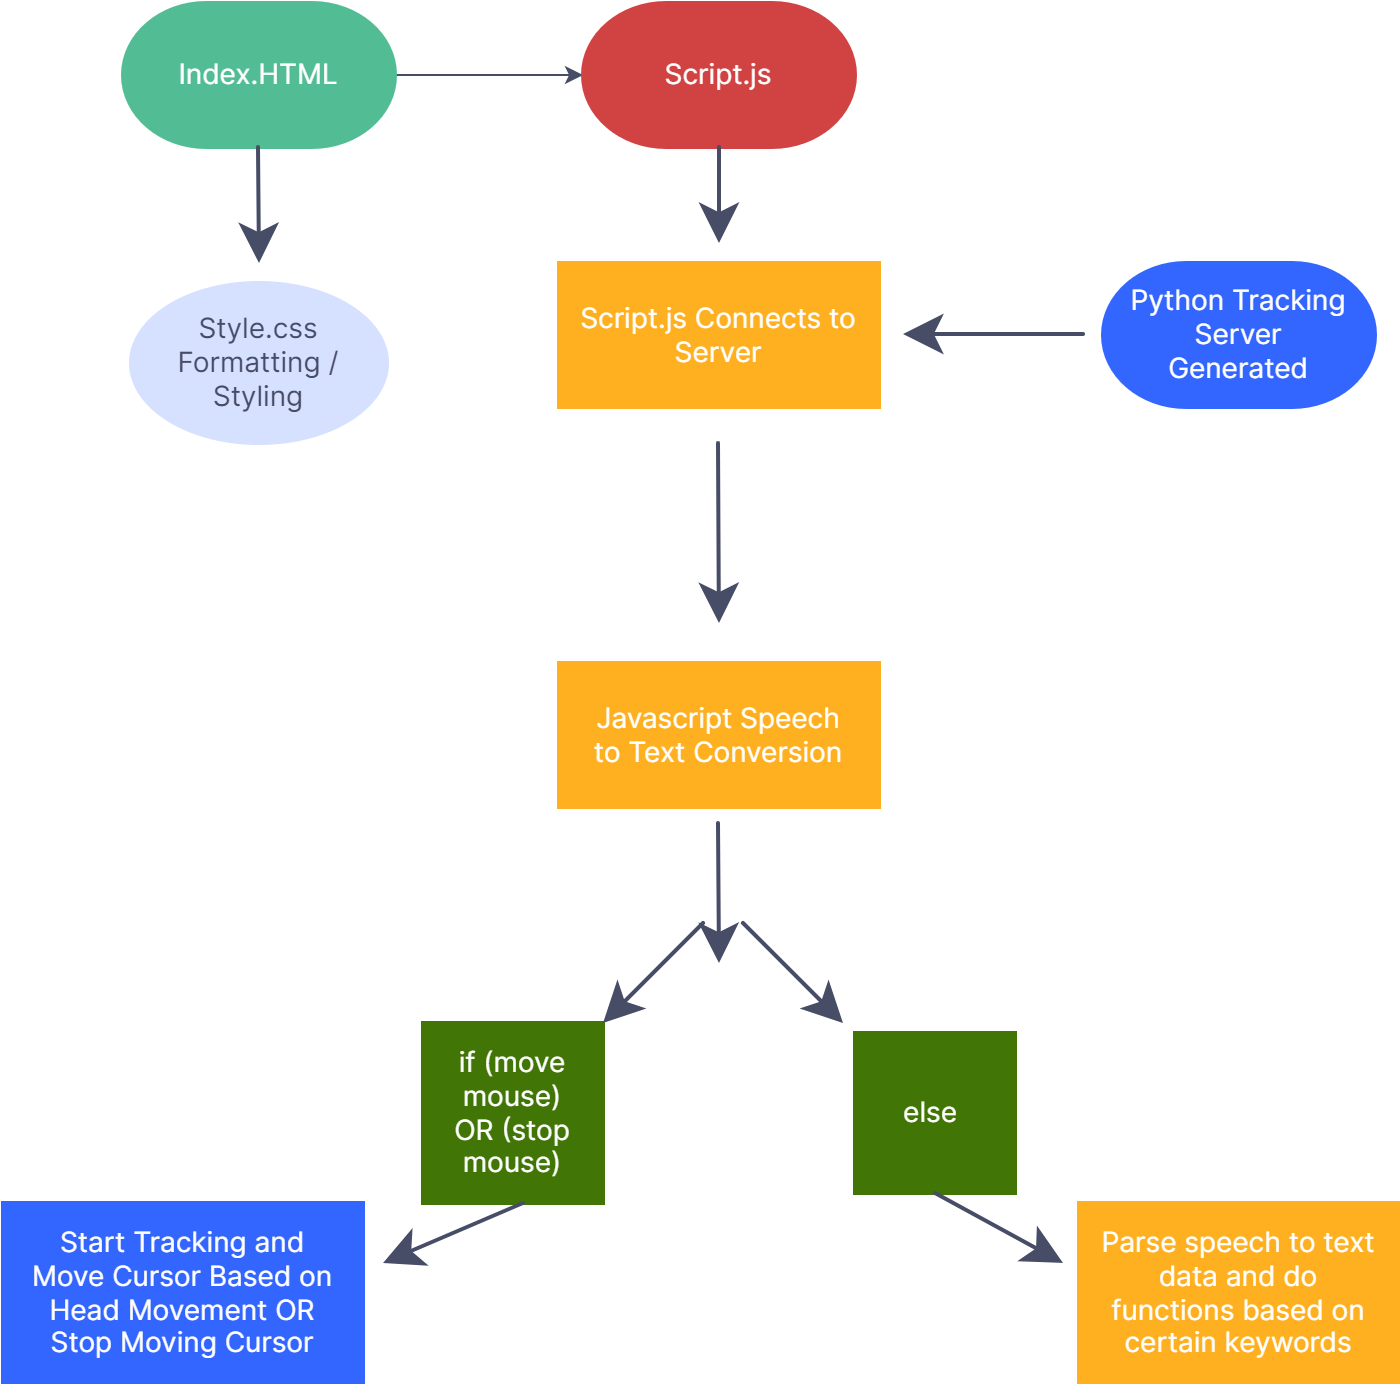 Index.HTML
Script.js
Style.css
Formatting /
Styling
Script.js Connects to
Server
Python Tracking
Server
Generated
Javascript Speech
to Text Conversion
if (move
mouse)
OR (stop
mouse)
else
Start Tracking and
Move Cursor Based on
Head Movement OR
Stop Moving Cursor
Parse speech to text
data and do
functions based on
certain keywords